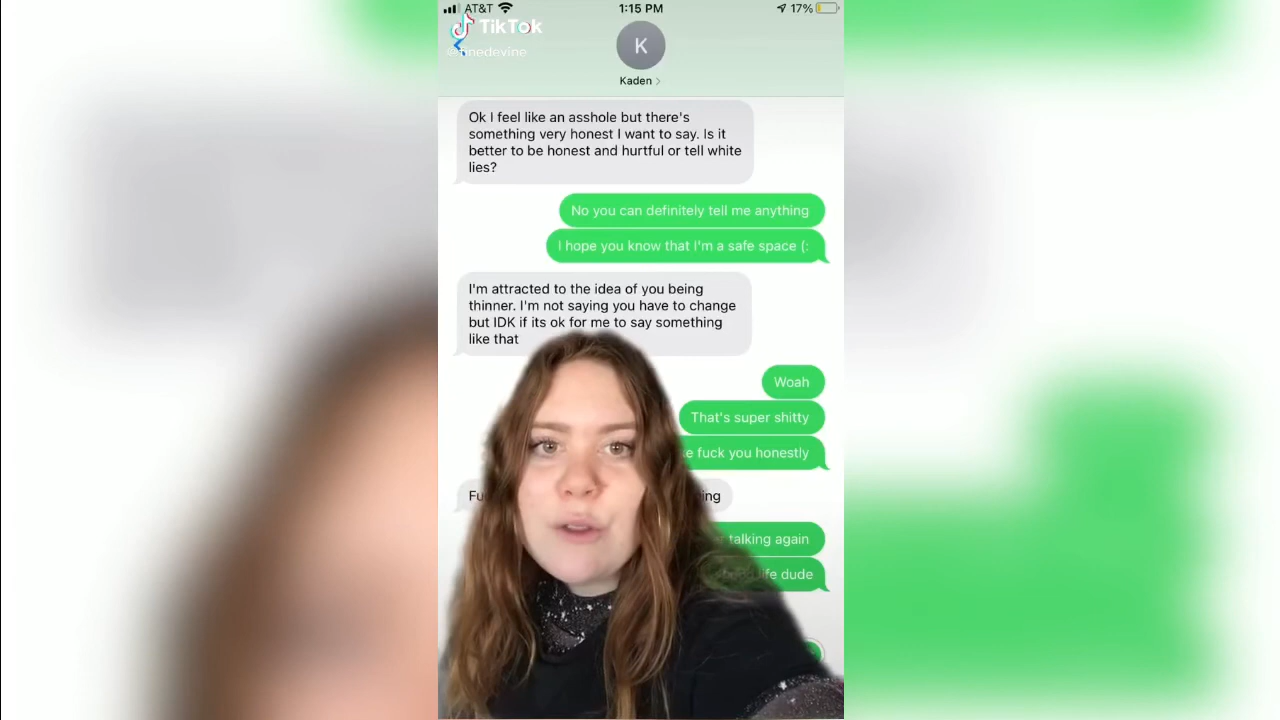 AT&T
1:15 PM
17%
TikTok
K
Kaden
Ok I feel like an asshole but there's
something very honest I want to say. Is it
better to be honest and hurtful or tell white
lies?
No you can definitely tell me anything
I hope you know that I'm a safe space (:
I'm attracted to the idea of you being
thinner. I'm not saying you have to change
but IDK if its ok for me to say something
like that
Woah
That's super shitty
fuck you honestly
talking again
life dude